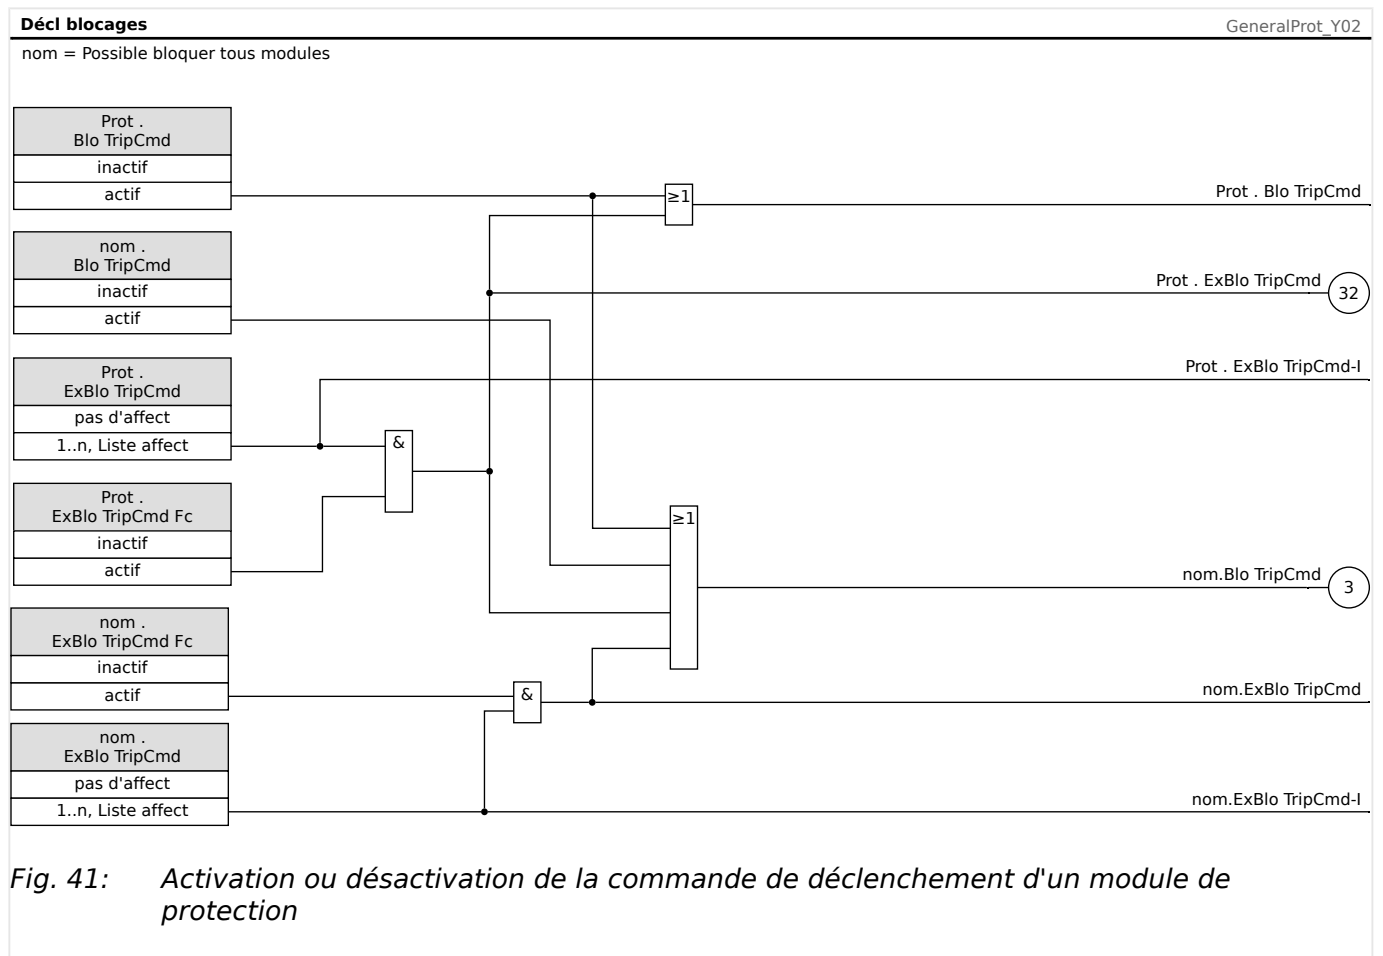 Décl blocages
GeneralProt_Y02
nom = Possible bloquer tous modules
Prot .
Blo TripCmd
inactif
actif
≥1
Prot . Blo TripCmd
nom .
Blo TripCmd
inactif
actif
Prot . ExBlo TripCmd
32
Prot .
ExBlo TripCmd
pas d'affect
1..n, Liste affect
&
Prot . ExBlo TripCmd-I
Prot .
ExBlo TripCmd Fc
inactif
actif
≥1
nom.Blo TripCmd
3
nom .
ExBlo TripCmd Fc
inactif
actif
&
nom.ExBlo TripCmd
nom .
ExBlo TripCmd
pas d'affect
1..n, Liste affect
nom.ExBlo TripCmd-I
Fig. 41: Activation ou désactivation de la commande de déclenchement d'un module de
protection